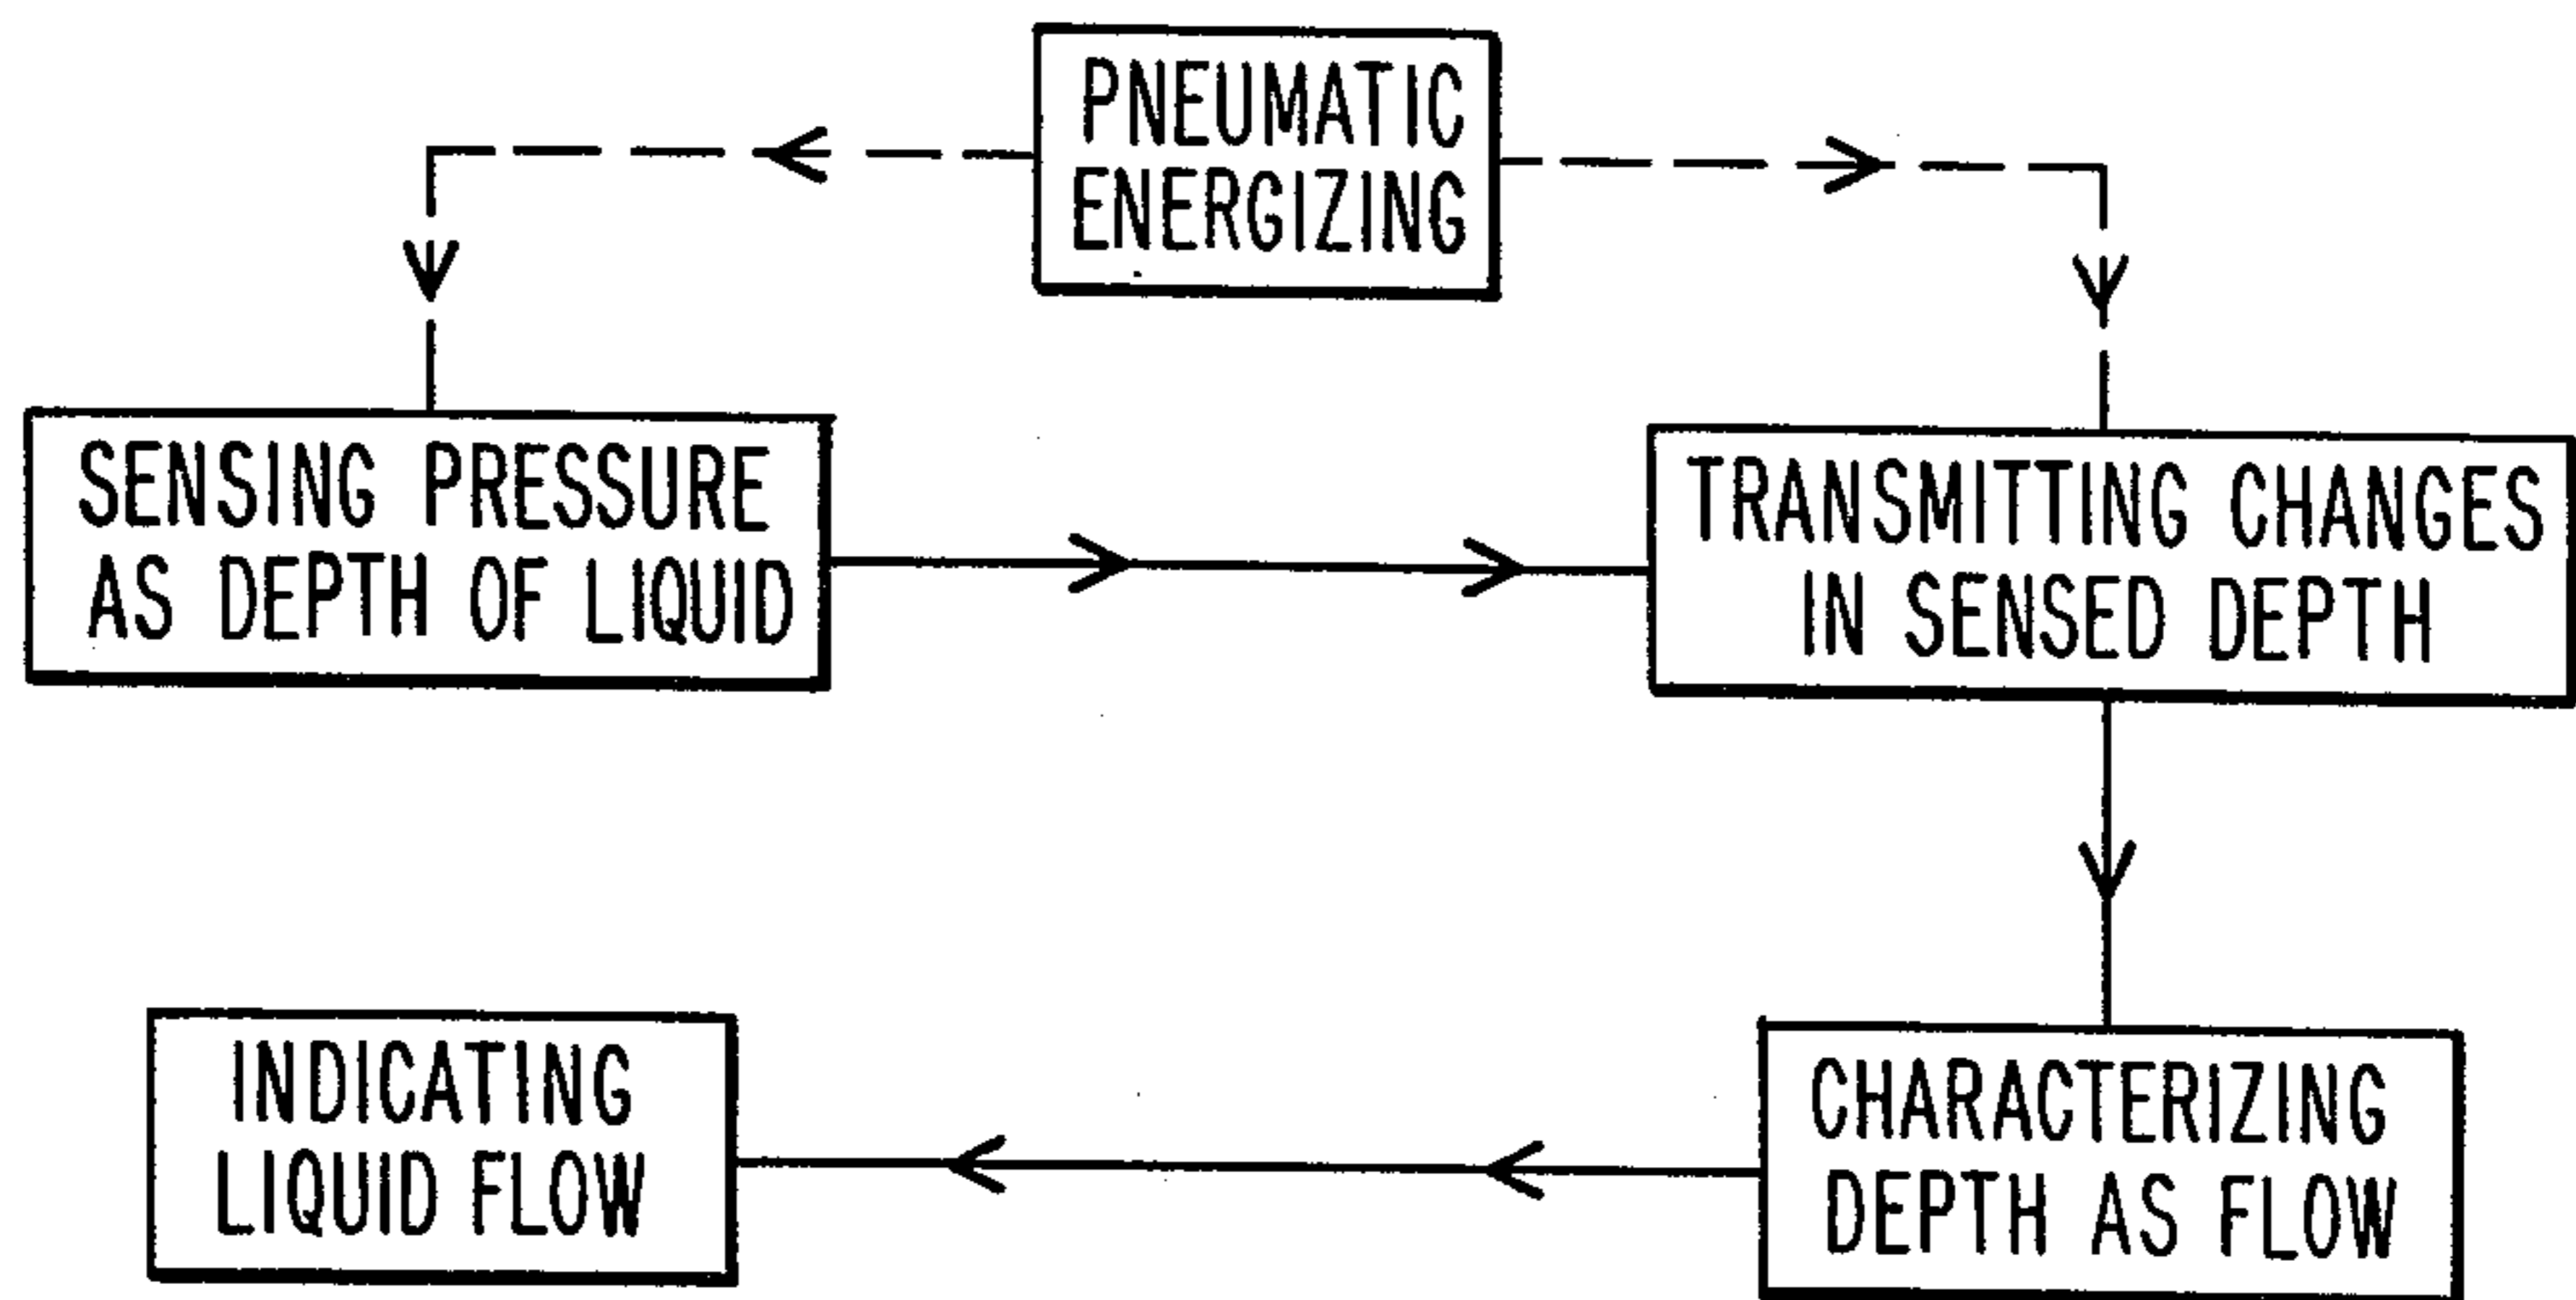 PNEUMATIC
ENERGIZING
SENSING PRESSURE
AS DEPTH OF LIQUID
TRANSMITTING CHANGES
IN SENSED DEPTH
INDICATING
LIQUID FLOW
CHARACTERIZING
DEPTH AS FLOW